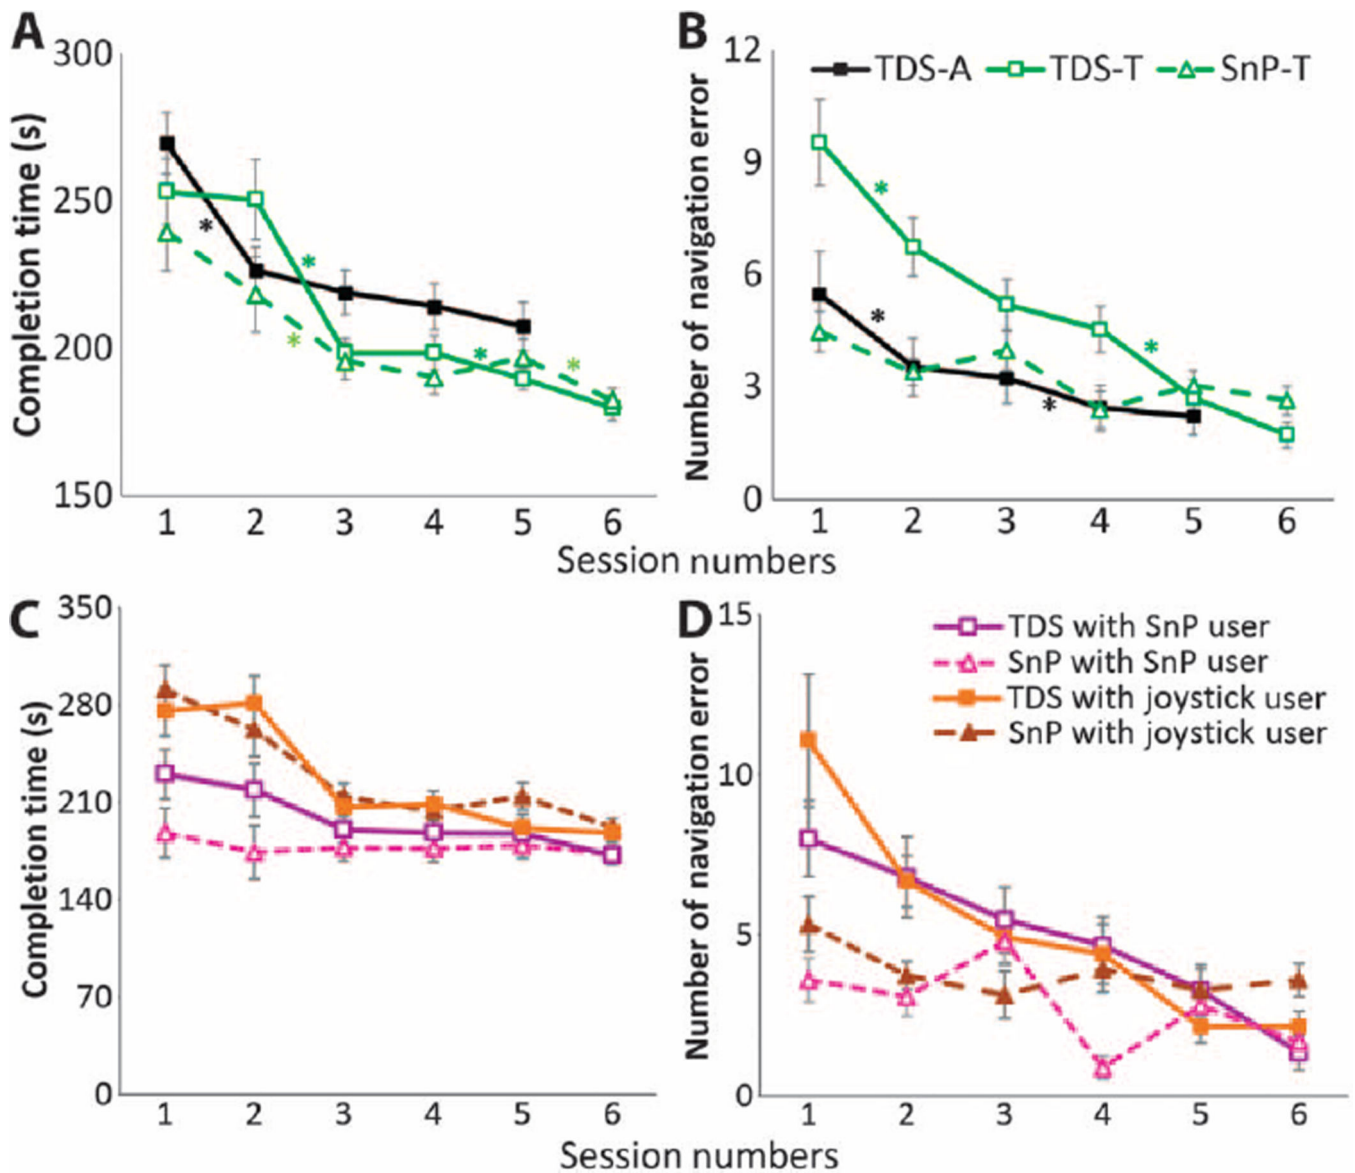 A
Completion time (s)
300
250
200
150
*
*
*
*
*
1 2 3 4 5 6
B
Number of navigation error
12
9
6
3
0
TDS-A TDS-T SnP-T
*
*
*
*
1 2 3 4 5 6
Session numbers
C
Completion time (s)
350
280
210
140
70
0
1 2 3 4 5 6
D
Number of navigation error
15
10
5
0
TDS with SnP user
SnP with SnP user
TDS with joystick user
SnP with joystick user
1 2 3 4 5 6
Session numbers